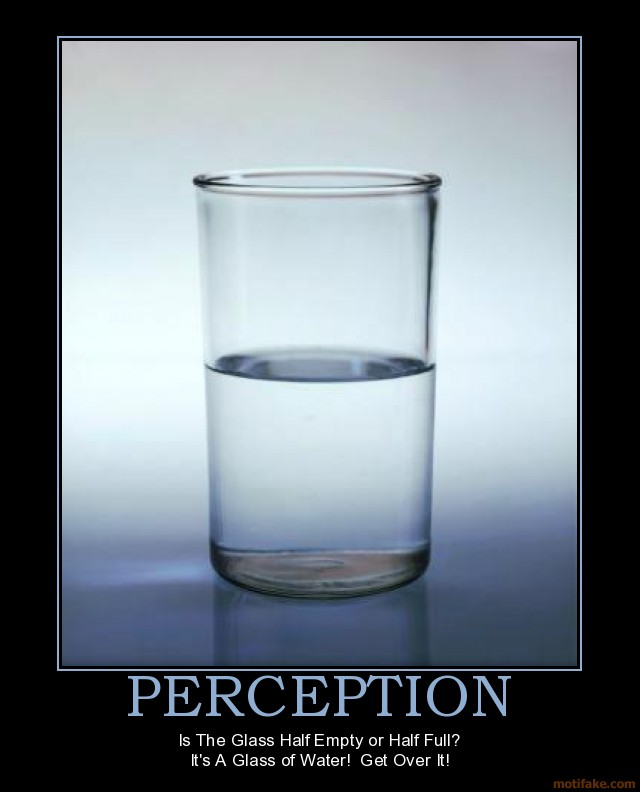 PERCEPTION
Is The Glass Half Empty or Half Full?
It's A Glass of Water!  Get Over It!
motifake.com